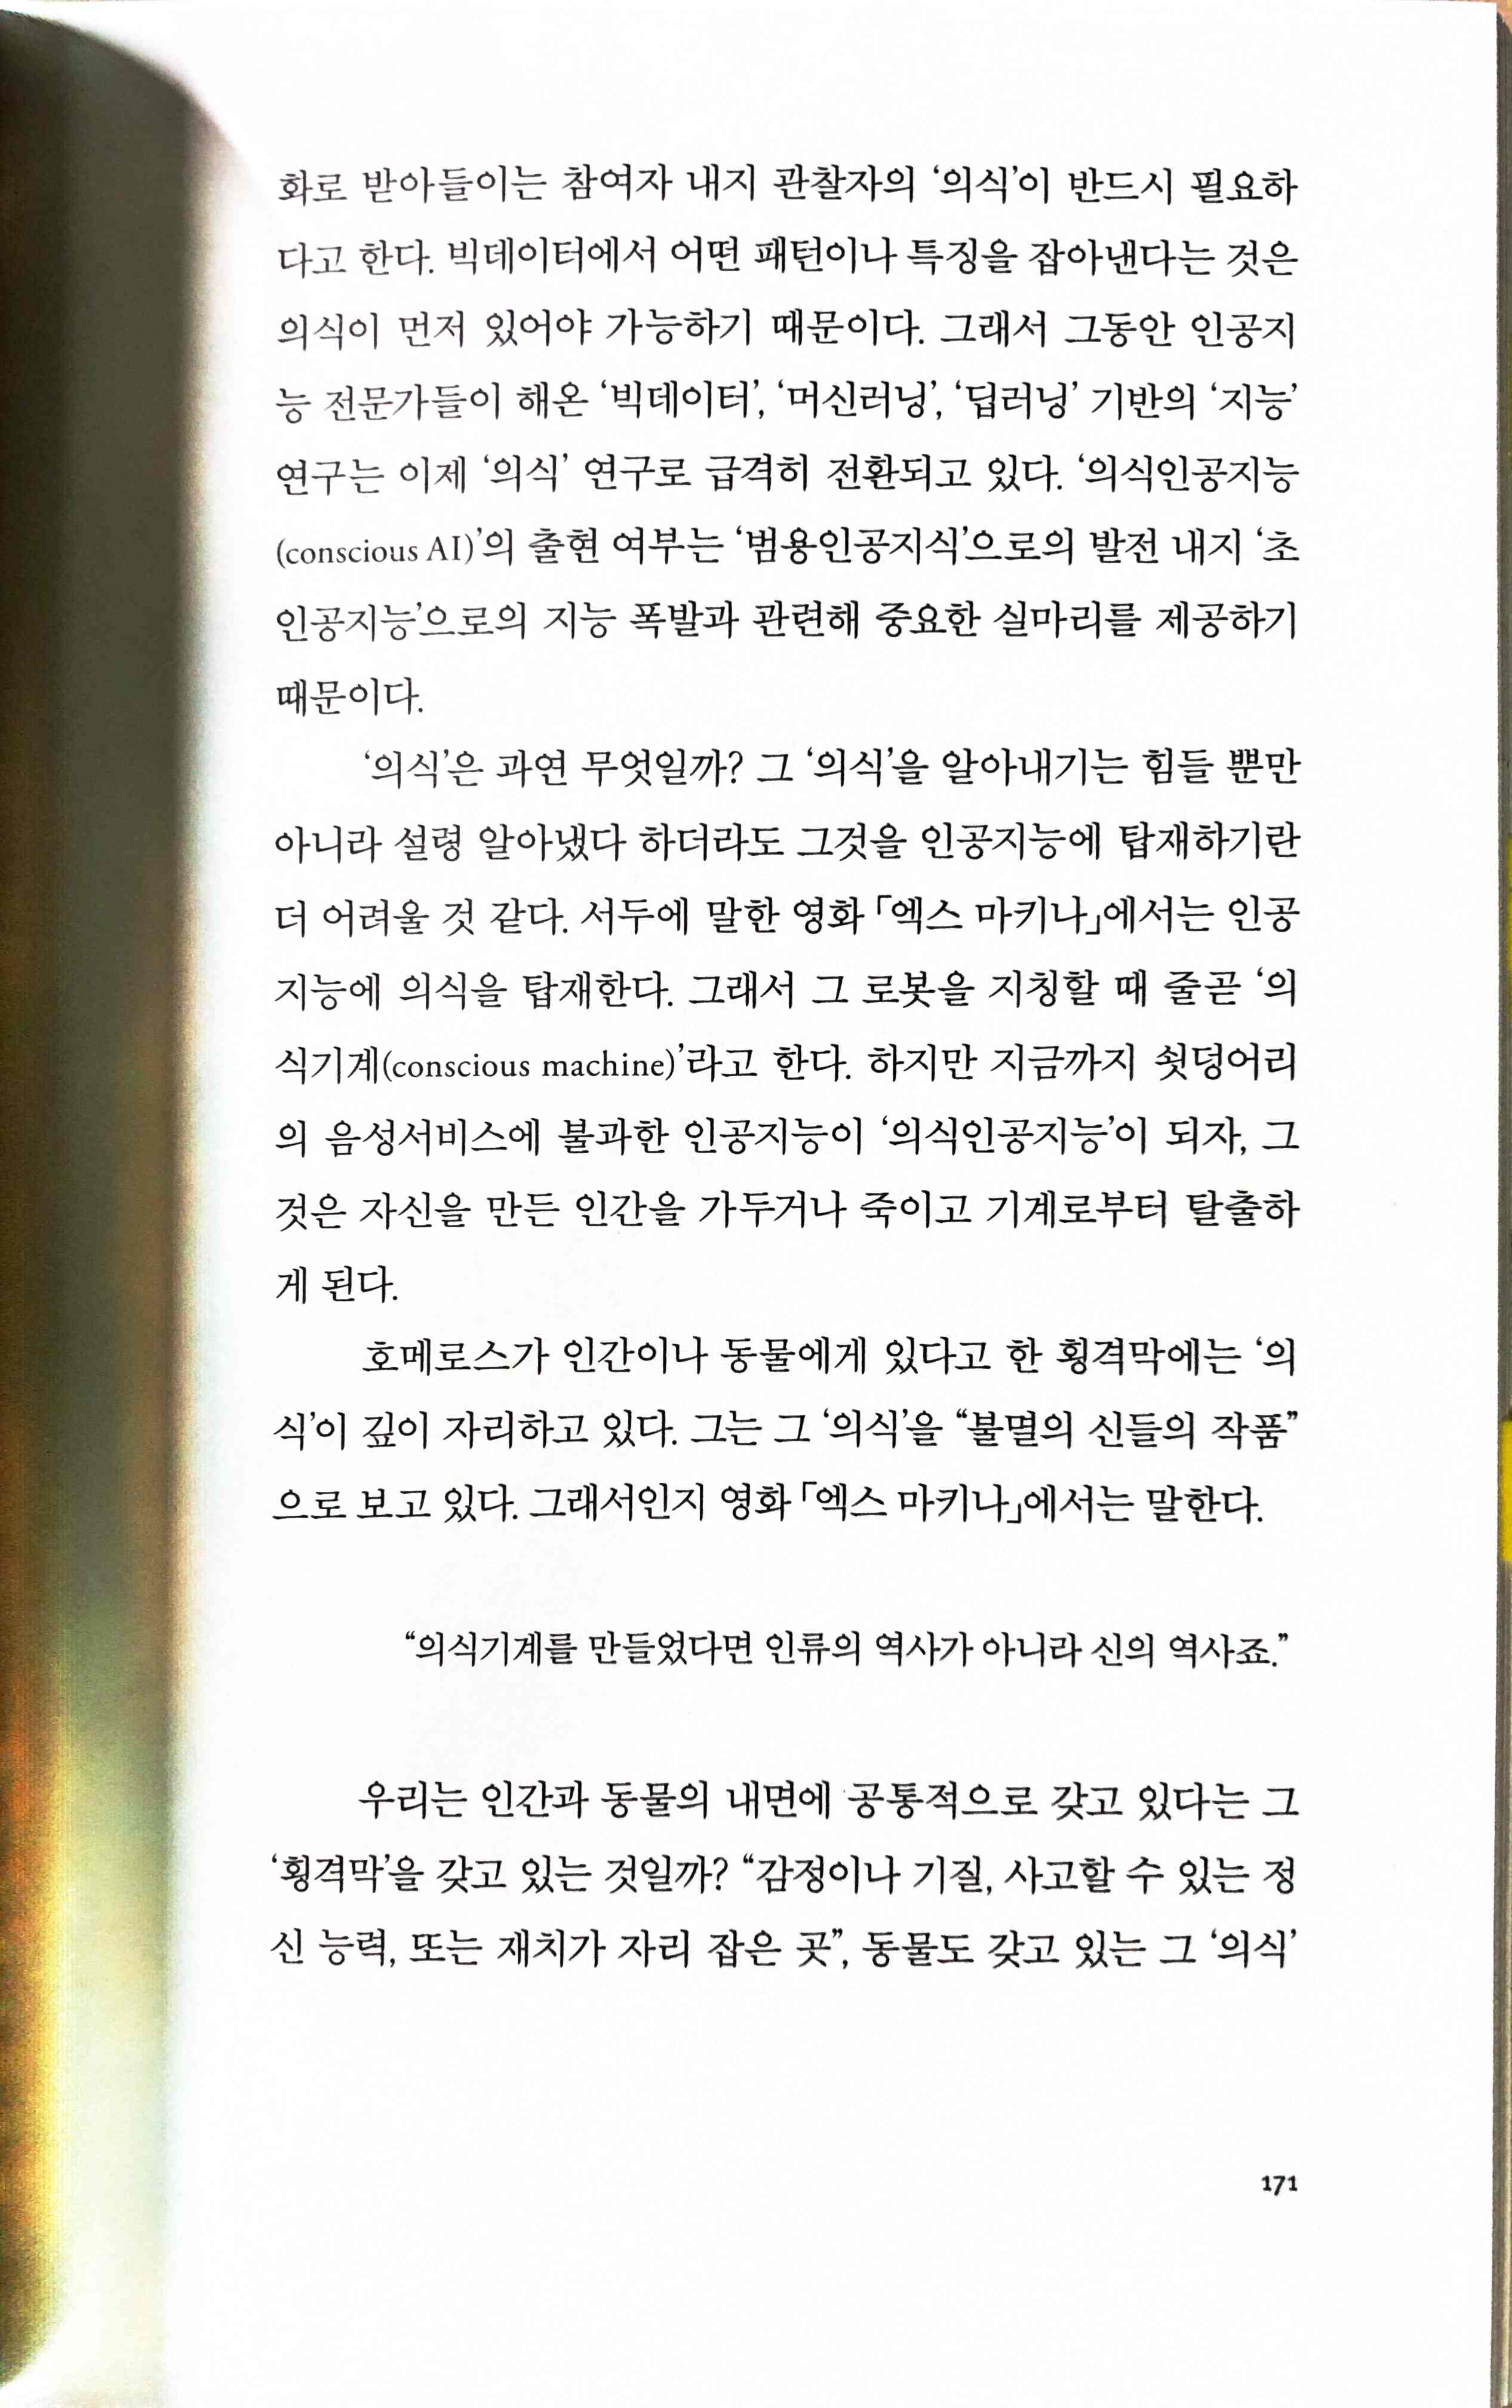 화로 받아들이는 참여자 내지 관찰자의 ‘의식’이 반드시 필요하
다고 한다. 빅데이터에서 어떤 패턴이나 특징을 잡아낸다는 것은
의식이 먼저 있어야 가능하기 때문이다. 그래서 그동안 인공지
능 전문가들이 해온 ‘빅데이터’, ‘머신러닝’, ‘딥러닝’ 기반의 ‘지능’
연구는 이제 ‘의식’ 연구로 급격히 전환되고 있다. ‘의식인공지능
(conscious AI)’의 출현 여부는 ‘범용인공지식’으로의 발전 내지 ‘초
인공지능’으로의 지능 폭발과 관련해 중요한 실마리를 제공하기
때문이다.
‘의식’은 과연 무엇일까? 그 ‘의식’을 알아내기는 힘들 뿐만
아니라 설령 알아냈다 하더라도 그것을 인공지능에 탑재하기란
더 어려울 것 같다. 서두에 말한 영화 「엑스 마키나」에서는 인공
지능에 의식을 탑재한다. 그래서 그 로봇을 지칭할 때 줄곧 ‘의
식기계(conscious machine)’라고 한다. 하지만 지금까지 쇳덩어리
의 음성서비스에 불과한 인공지능이 ‘의식인공지능’이 되자, 그
것은 자신을 만든 인간을 가두거나 죽이고 기계로부터 탈출하
게 된다.
호메로스가 인간이나 동물에게 있다고 한 횡격막에는 ‘의
식’이 깊이 자리하고 있다. 그는 그 ‘의식’을 “불멸의 신들의 작품”
으로 보고 있다. 그래서인지 영화 「엑스 마키나」에서는 말한다.
“의식기계를 만들었다면 인류의 역사가 아니라 신의 역사죠.”
우리는 인간과 동물의 내면에 공통적으로 갖고 있다는 그
‘횡격막’을 갖고 있는 것일까? “감정이나 기질, 사고할 수 있는 정
신 능력, 또는 재치가 자리 잡은 곳”, 동물도 갖고 있는 그 ‘의식’
171